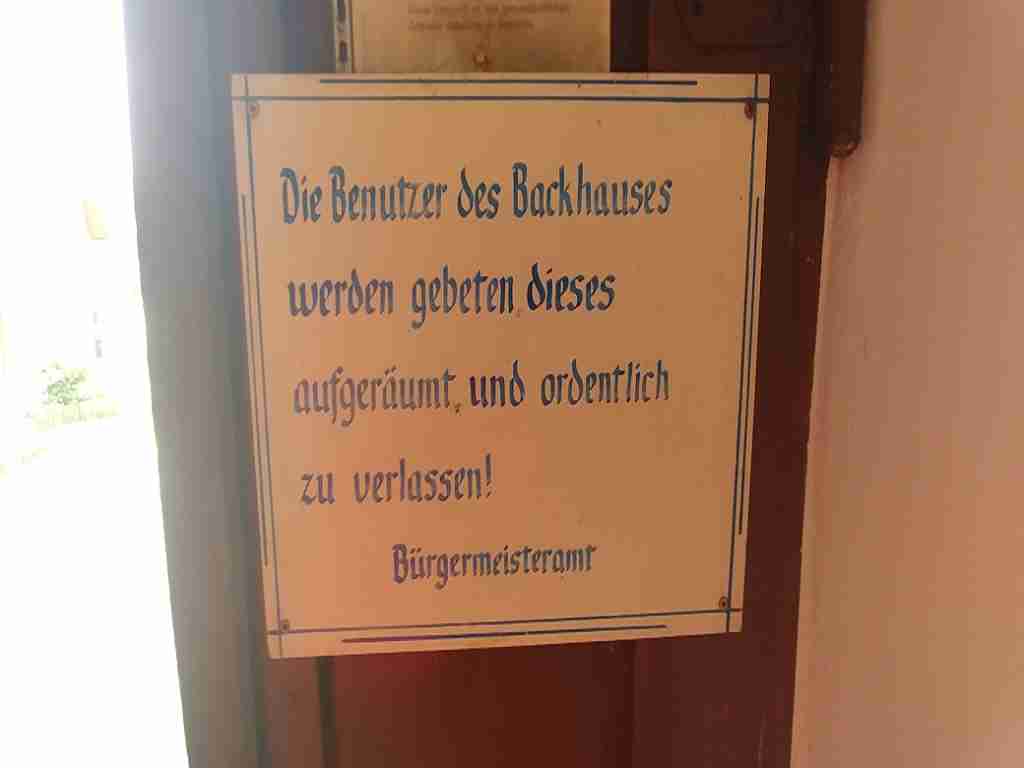 Die Benutzer des Backhauses
werden gebeten, dieses
aufgeräumt, und ordentlich
zu verlassen!
Bürgermeisteramt